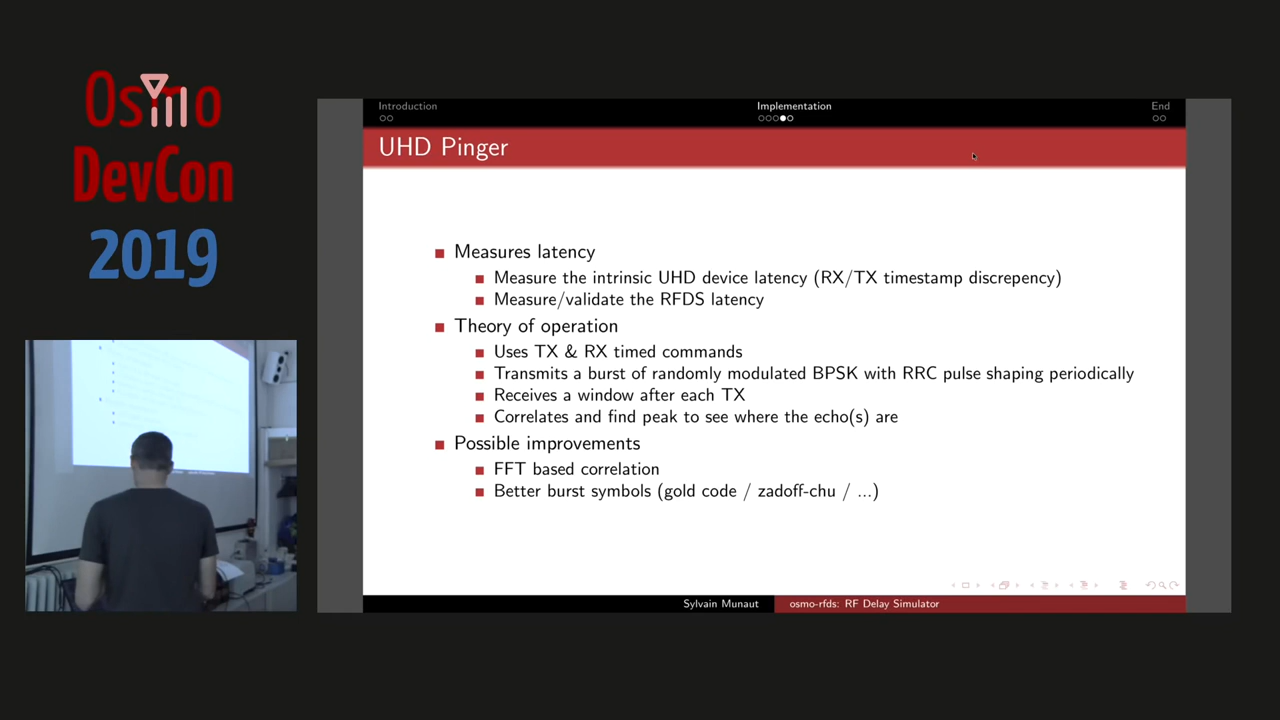 Osmo
DevCon
2019
Introduction
Implementation
End
UHD Pinger
Measures latency
Measure the intrinsic UHD device latency (RX/TX timestamp discrepency)
Measure/validate the RFDS latency
Theory of operation
Uses TX & RX timed commands
Transmits a burst of randomly modulated BPSK with RRC pulse shaping periodically
Receives a window after each TX
Correlates and find peak to see where the echo(s) are
Possible improvements
FFT based correlation
Better burst symbols (gold code / zadoff-chu / ...)
Sylvain Munaut
osmo-rfds: RF Delay Simulator